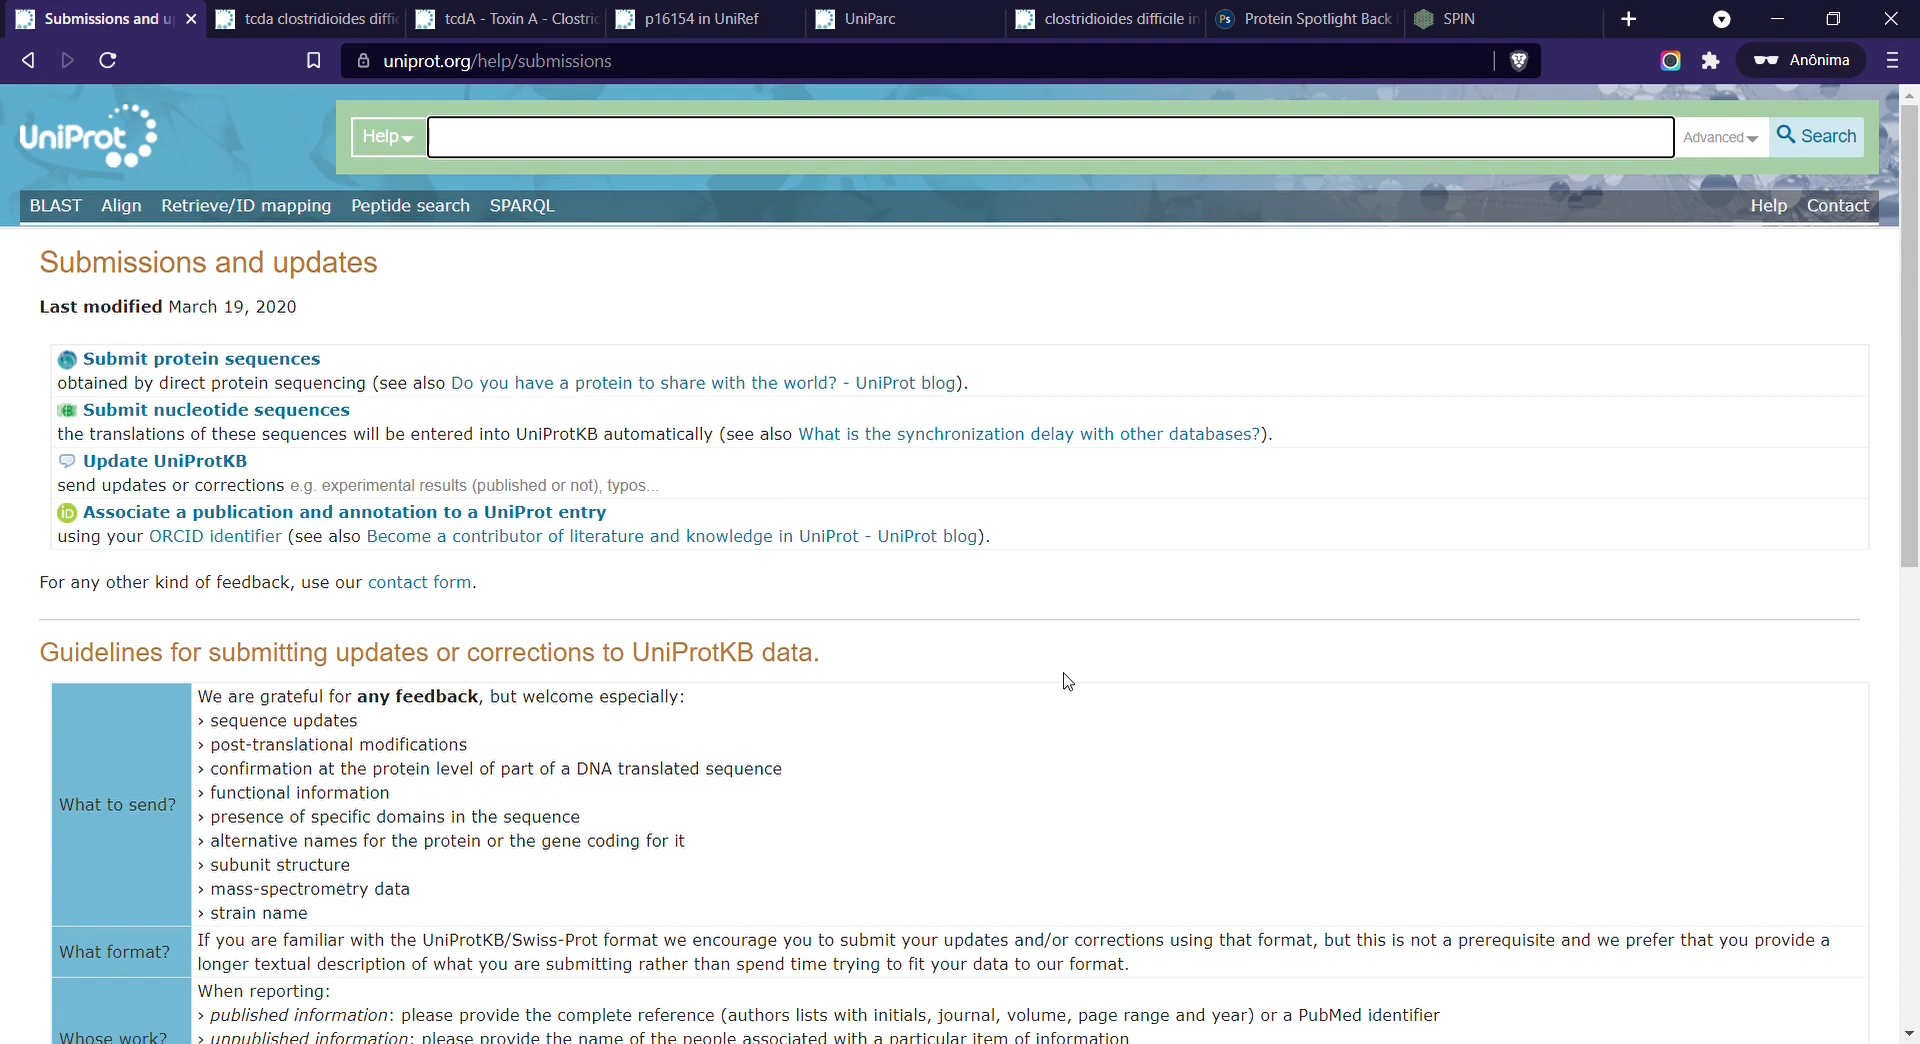 Submissions and u
tcda clostridioides diffic
tcdA - Toxin A - Clostric
p16154 in UniRef
UniParc
clostridioides difficile in
Ps
Protein Spotlight Back
SPIN
uniprot.org/help/submissions
Anônima
UniProt
Help
Advanced
Search
BLAST
Align
Retrieve/ID mapping
Peptide search
SPARQL
Help
Contact
Submissions and updates
Last modified March 19, 2020
Submit protein sequences
obtained by direct protein sequencing (see also Do you have a protein to share with the world? - UniProt blog).
Submit nucleotide sequences
the translations of these sequences will be entered into UniProtKB automatically (see also What is the synchronization delay with other databases?).
Update UniProtKB
send updates or corrections e.g. experimental results (published or not), typos...
iD Associate a publication and annotation to a UniProt entry
using your ORCID identifier (see also Become a contributor of literature and knowledge in UniProt - UniProt blog).
For any other kind of feedback, use our contact form.
Guidelines for submitting updates or corrections to UniProtKB data.
What to send?
We are grateful for any feedback, but welcome especially:
› sequence updates
› post-translational modifications
› confirmation at the protein level of part of a DNA translated sequence
› functional information
› presence of specific domains in the sequence
› alternative names for the protein or the gene coding for it
› subunit structure
› mass-spectrometry data
› strain name
What format?
If you are familiar with the UniProtKB/Swiss-Prot format we encourage you to submit your updates and/or corrections using that format, but this is not a prerequisite and we prefer that you provide a
longer textual description of what you are submitting rather than spend time trying to fit your data to our format.
Whose work?
When reporting:
› published information: please provide the complete reference (authors lists with initials, journal, volume, page range and year) or a PubMed identifier
› unpublished information: please provide the name of the people associated with a particular item of information